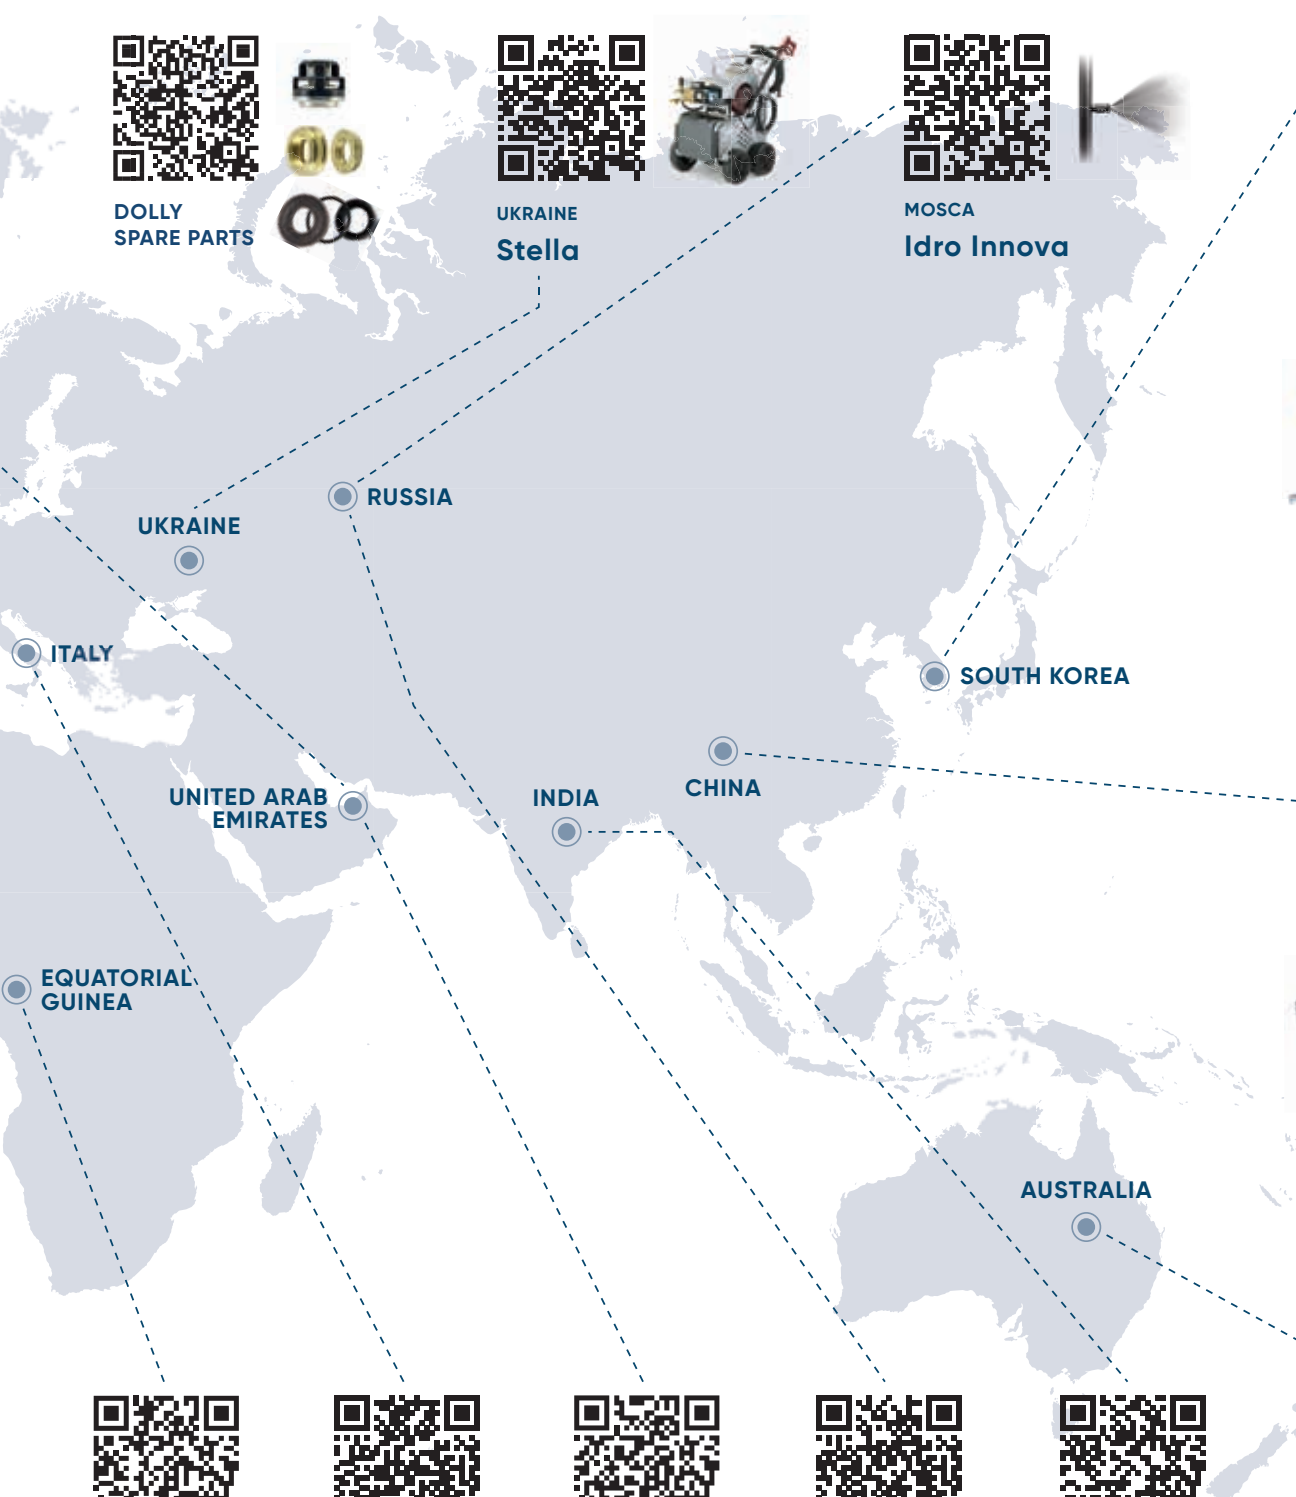 DOLLY
SPARE PARTS
UKRAINE
Stella
MOSCA
Idro Innova
RUSSIA
UKRAINE
ITALY
SOUTH KOREA
CHINA
UNITED ARAB
EMIRATES
INDIA
EQUATORIAL
GUINEA
AUSTRALIA